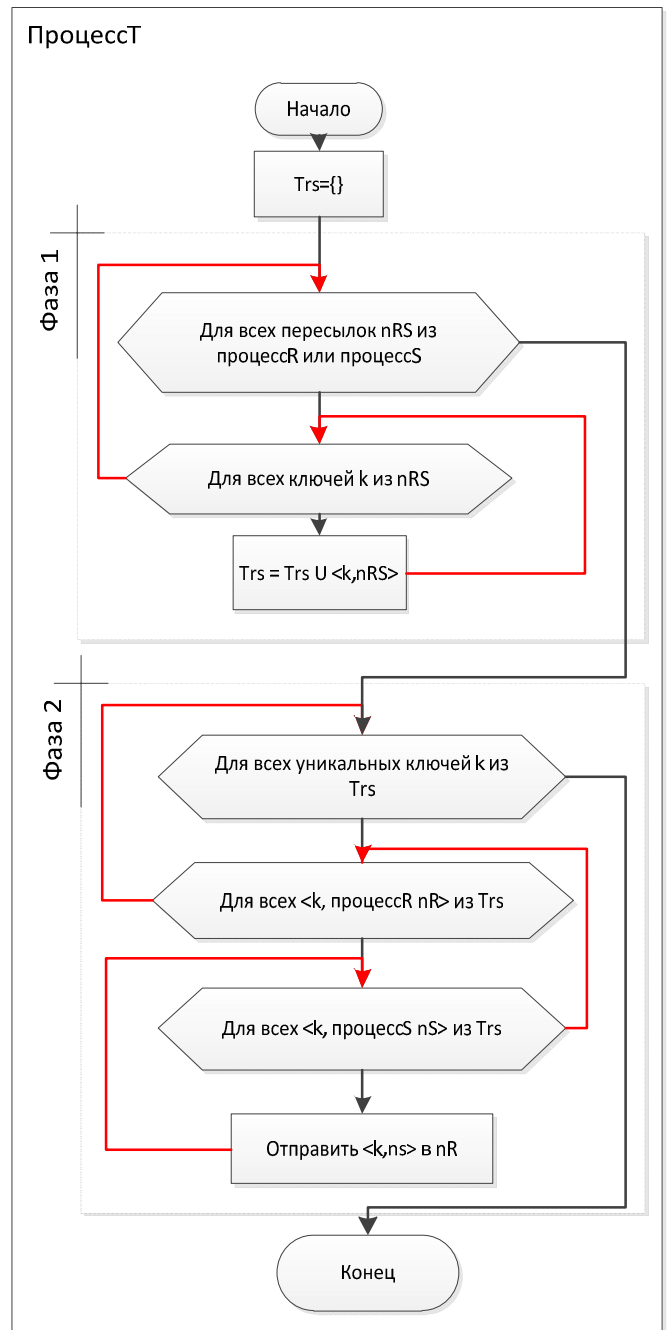 ПроцессT
Начало
Trs={}
Фаза 1
Для всех пересылок nRS из
процессR или процессS
Для всех ключей k из nRS
Trs = Trs U <k,nRS>
Фаза 2
Для всех уникальных ключей k из
Trs
Для всех <k, процессR nR> из Trs
Для всех <k, процессS nS> из Trs
Отправить <k,ns> в nR
Конец